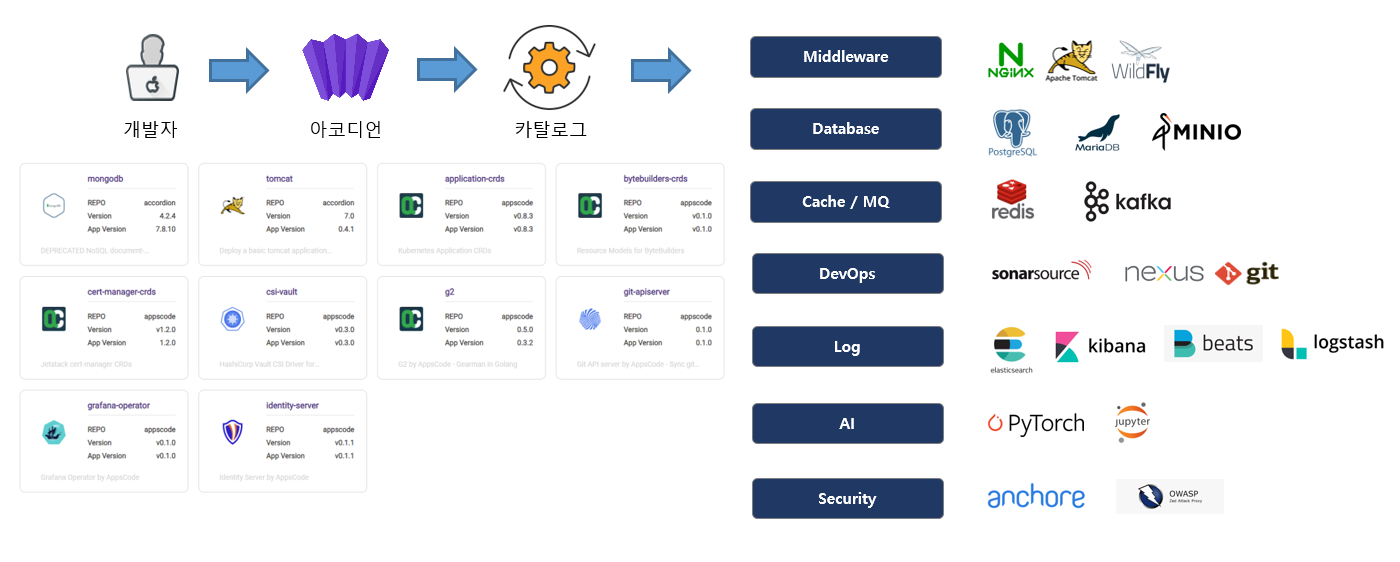 개발자
아코디언
카탈로그
mongodb
REPO accordion
Version 4.2.4
App Version 7.8.10
DEPRECATED NoSQL document-...
tomcat
REPO accordion
Version 7.0
App Version 0.4.1
Deploy a basic tomcat application...
application-crds
REPO appscode
Version v0.8.3
App Version v0.8.3
Kubernetes Application CRDs
bytebuilders-crds
REPO appscode
Version v0.1.0
App Version v0.1.0
Resource Models for ByteBuilders
cert-manager-crds
REPO appscode
Version v1.2.0
App Version 1.2.0
Jetstack cert-manager CRDs
csi-vault
REPO appscode
Version v0.3.0
App Version v0.3.0
HashiCorp Vault CSI Driver for...
g2
REPO appscode
Version 0.5.0
App Version 0.3.2
G2 by AppsCode - Gearman in Golang
git-apiserver
REPO appscode
Version 0.1.0
App Version 0.1.0
Git API server by AppsCode - Sync git...
grafana-operator
REPO appscode
Version v0.1.0
App Version v0.1.0
Grafana Operator by AppsCode
identity-server
REPO appscode
Version v0.1.1
App Version v0.1.1
Identity Server by AppsCode
Middleware
NGINX
Apache Tomcat
WildFly
Database
PostgreSQL
MariaDB
MINIO
Cache / MQ
redis
kafka
DevOps
sonarsource
nexus
git
Log
elasticsearch
kibana
beats
logstash
AI
PyTorch
jupyter
Security
anchore
OWASP
Zed Attack Proxy